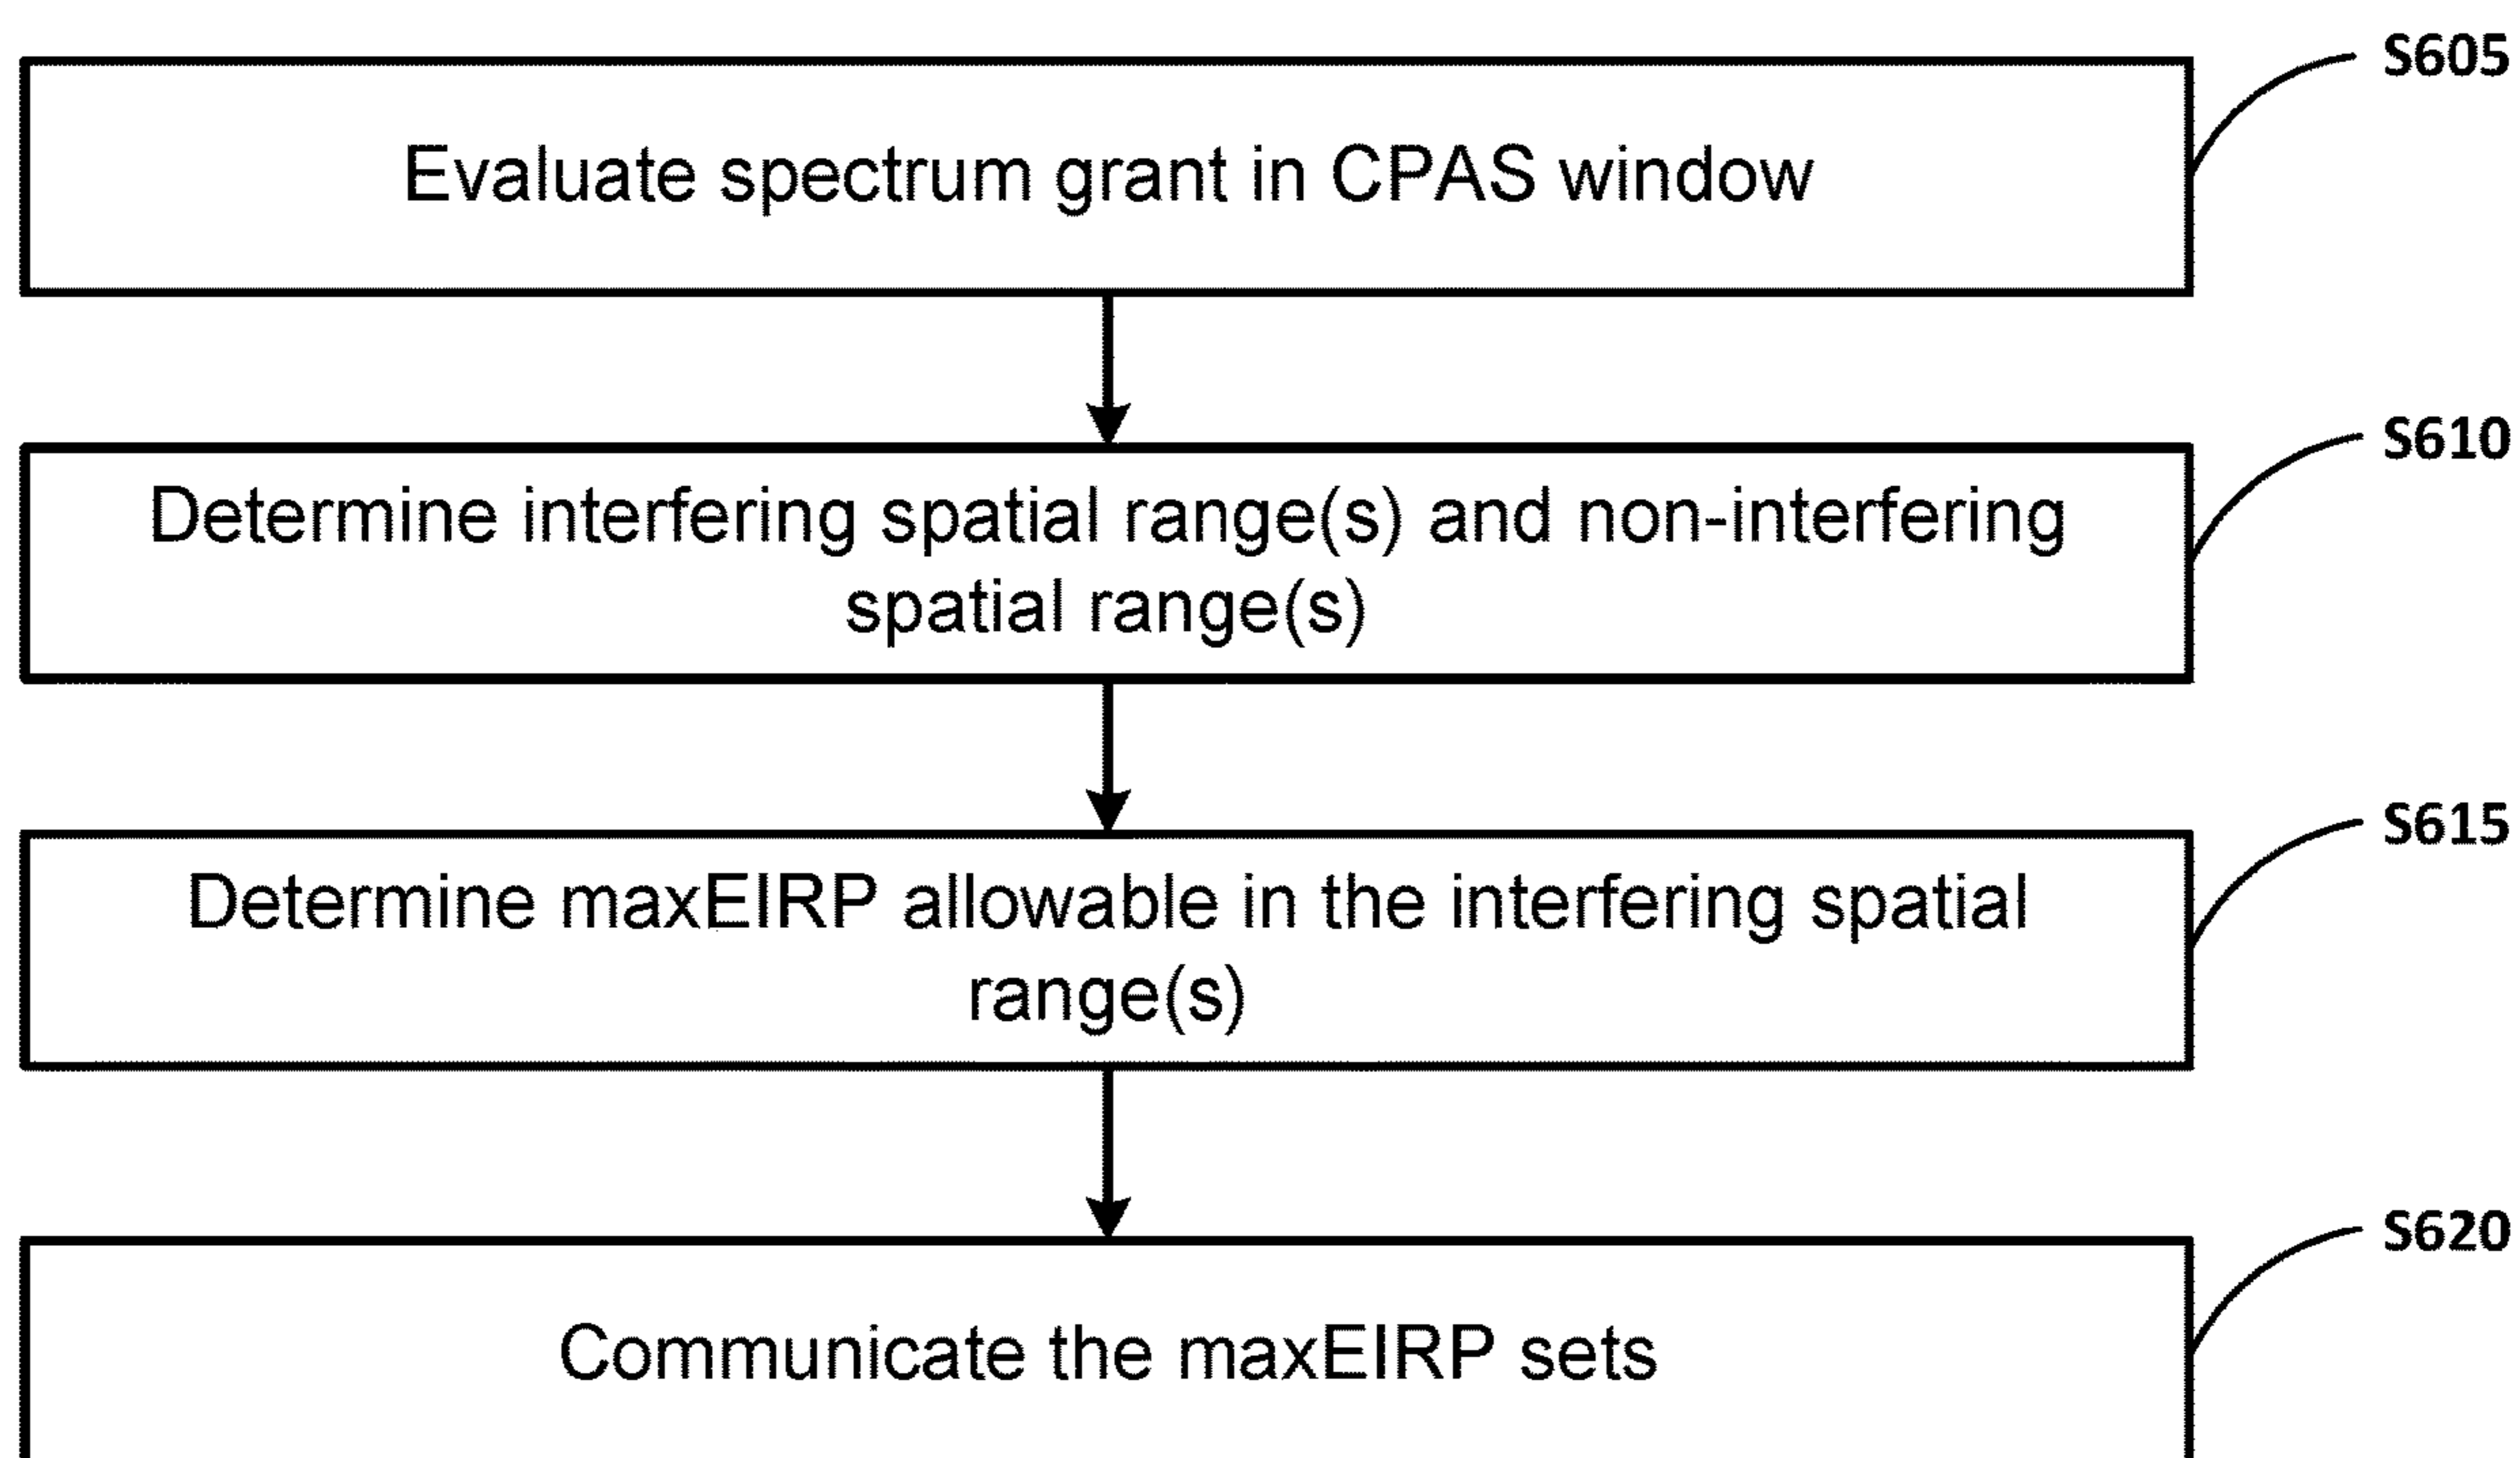 S605
Evaluate spectrum grant in CPAS window
S610
Determine interfering spatial range(s) and non-interfering
spatial range(s)
S615
Determine maxEIRP allowable in the interfering spatial
range(s)
S620
Communicate the maxEIRP sets